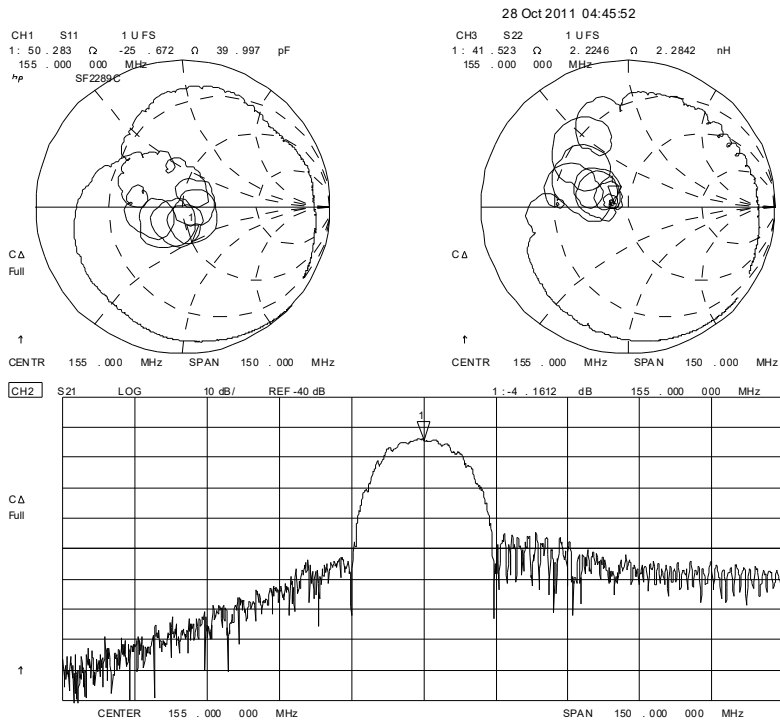 28 Oct 2011 04:45:52
CH1 S11 1 U FS
1: 50 .283 Ω -25 .672 Ω 39 .997 pF
155 .000 000 MHz
hp SF2289C
1
C Δ
Full
↑
CENTR 155 .000 MHz SPAN 150 .000 MHz
CH3 S22 1 U FS
1: 41 .523 Ω 2 .2246 Ω 2 .2842 nH
155 .000 000 MHz
C Δ
↑
CENTR 155 .000 MHz SPAN 150 .000 MHz
CH2 S21 LOG 10 dB/ REF -40 dB 1 :-4 .1612 dB 155 .000 000 MHz
1
C Δ
Full
↑
CENTER 155 .000 000 MHz SPAN 150 .000 000 MHz